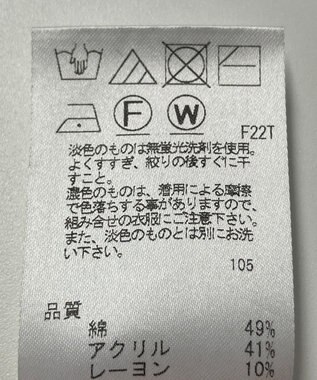 F
W
F22T
淡色のものは無蛍光洗剤を使用。
よくすすぎ、絞りの後すぐに干
すこと。
濃色のものは、着用による摩擦
で色落ちする事がありますので、
組み合せの衣服にご注意下さい。
また、淡色のものとは別にお洗
い下さい。
105
品質
綿 49%
アクリル 41%
レーヨン 10%